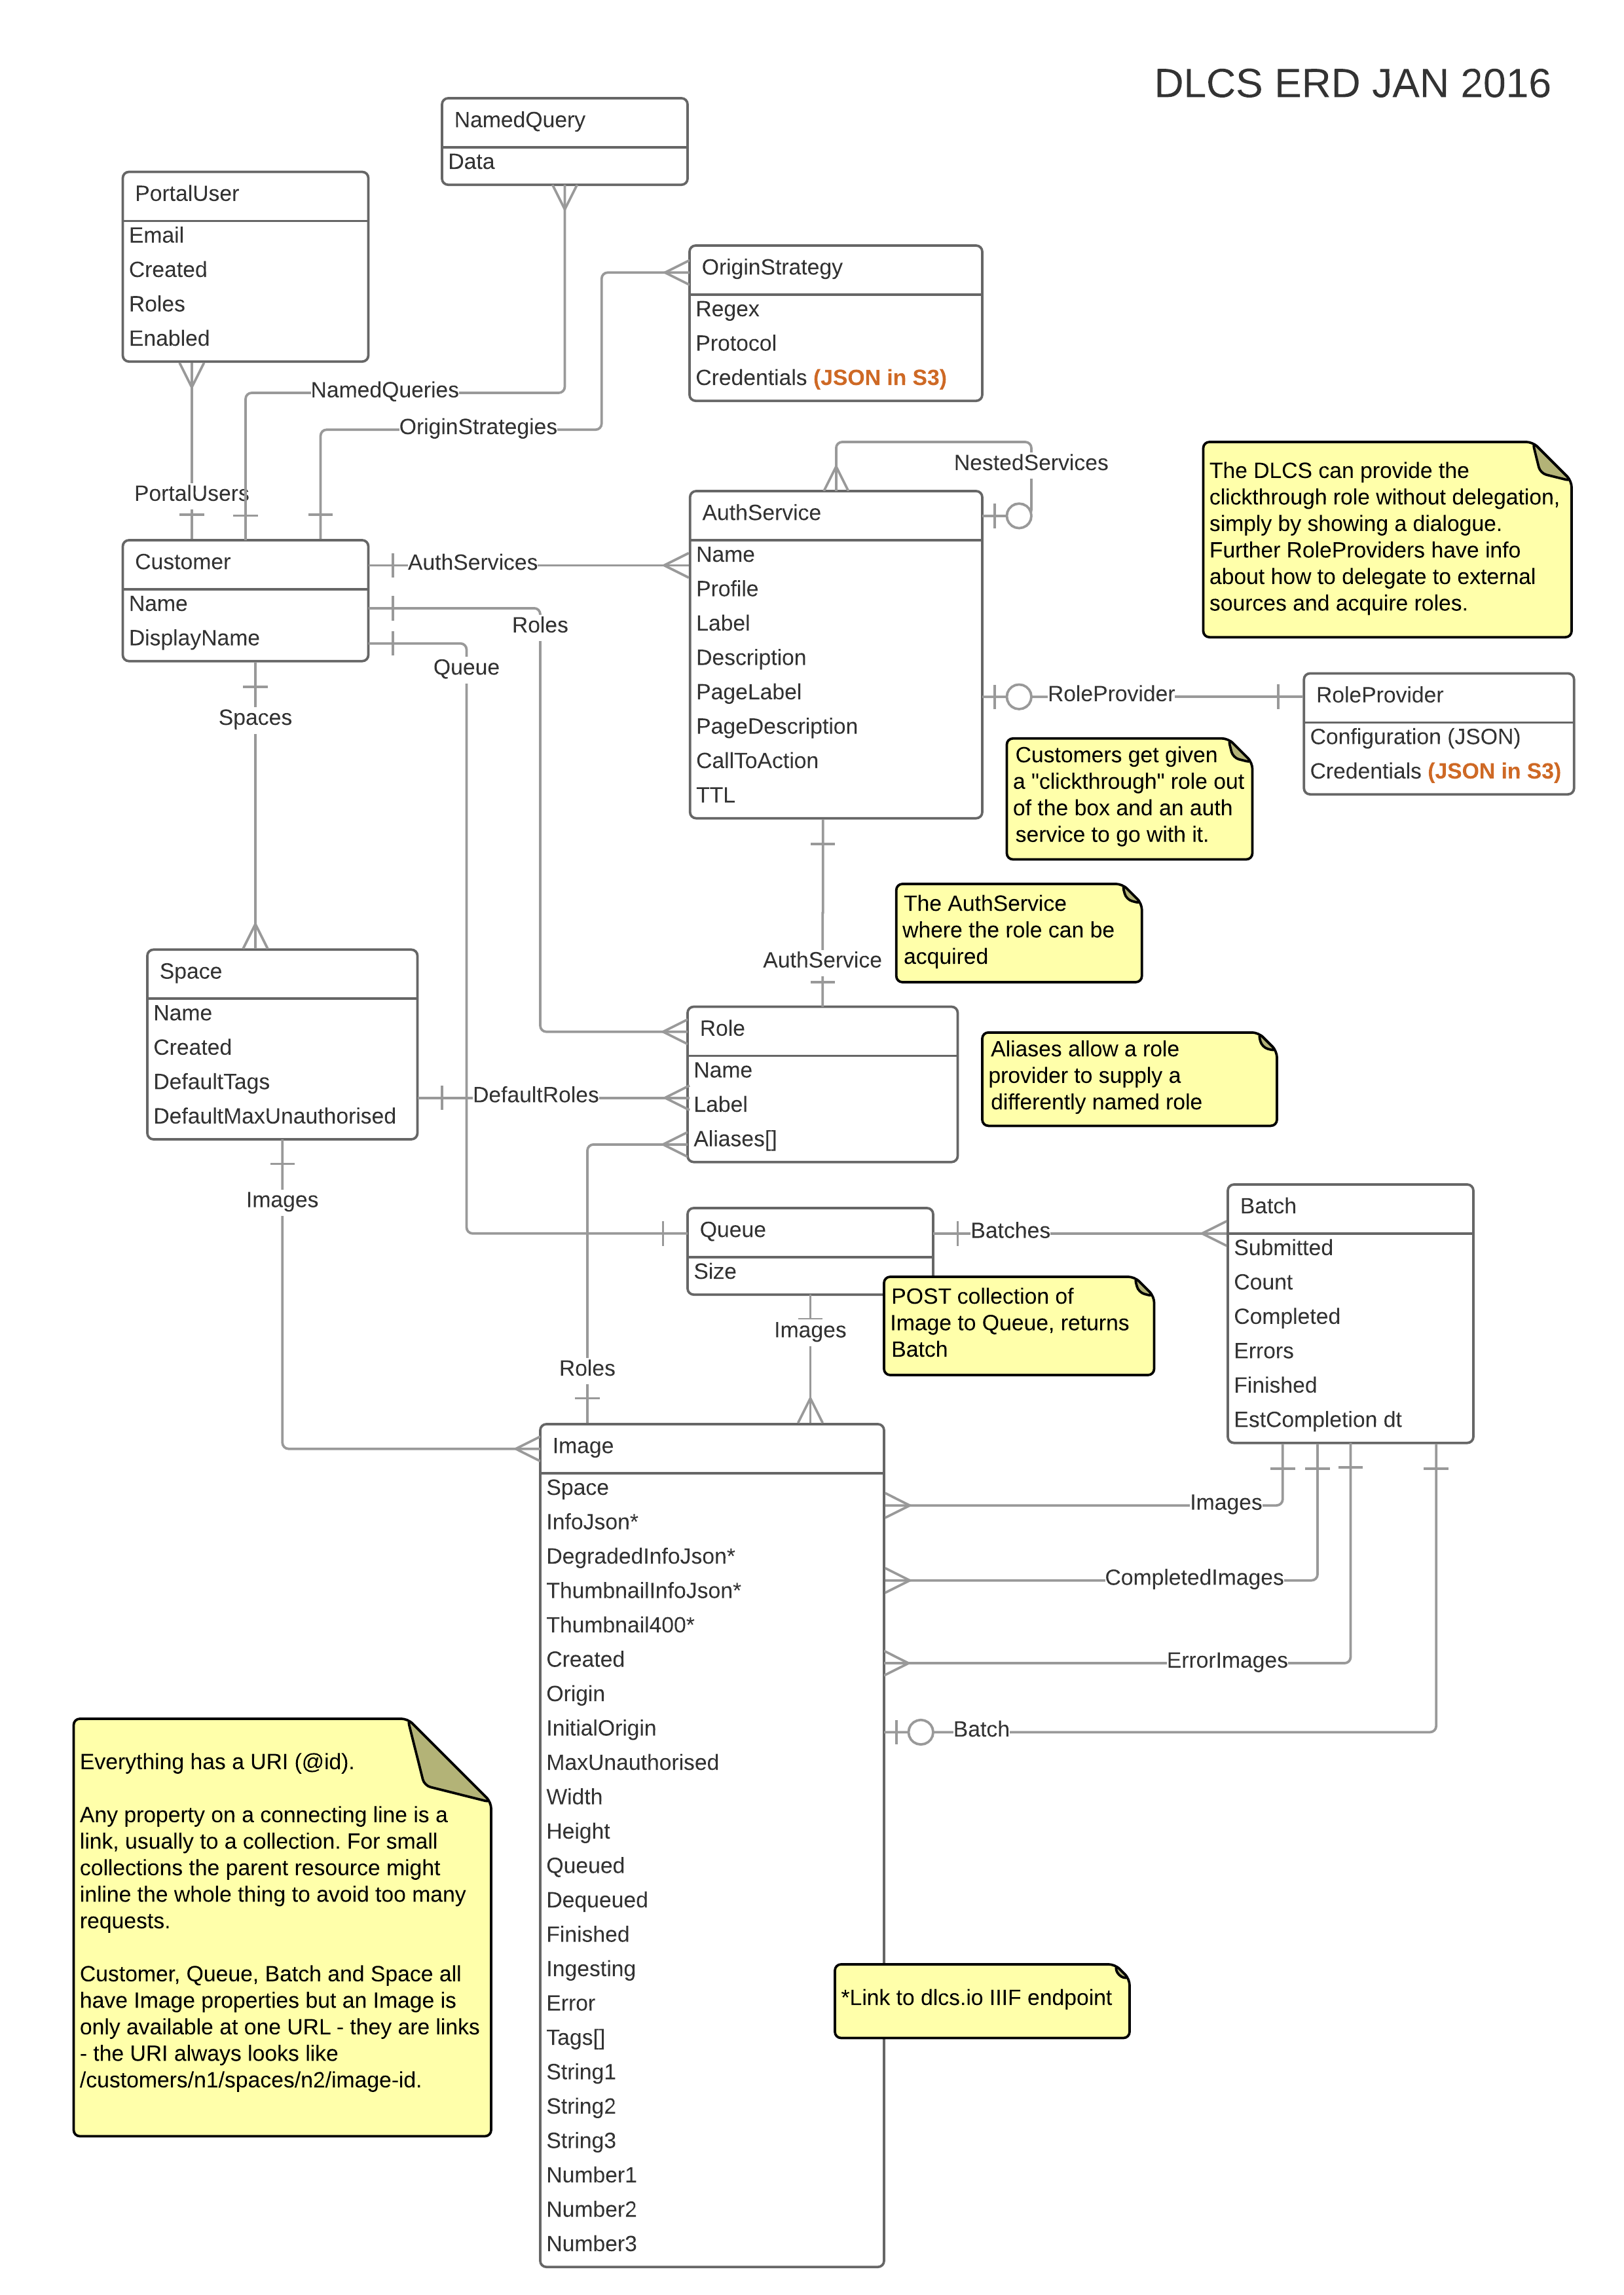 DLCS ERD JAN 2016
NamedQuery
Data
PortalUser
Email
Created
Roles
Enabled
OriginStrategy
Regex
Protocol
Credentials (JSON in S3)
NamedQueries
OriginStrategies
PortalUsers
NestedServices
The DLCS can provide the
clickthrough role without delegation,
simply by showing a dialogue.
Further RoleProviders have info
about how to delegate to external
sources and acquire roles.
Customer
Name
DisplayName
AuthServices
Roles
Queue
Spaces
AuthService
Name
Profile
Label
Description
PageLabel
PageDescription
CallToAction
TTL
RoleProvider
RoleProvider
Configuration (JSON)
Credentials (JSON in S3)
Customers get given
a "clickthrough" role out
of the box and an auth
service to go with it.
The AuthService
where the role can be
acquired
AuthService
Space
Name
Created
DefaultTags
DefaultMaxUnauthorised
DefaultRoles
Role
Name
Label
Aliases[]
Aliases allow a role
provider to supply a
differently named role
Images
Queue
Size
Batches
Batch
Submitted
Count
Completed
Errors
Finished
EstCompletion dt
POST collection of
Image to Queue, returns
Batch
Images
Roles
Image
Space
InfoJson*
DegradedInfoJson*
ThumbnailInfoJson*
Thumbnail400*
Created
Origin
InitialOrigin
MaxUnauthorised
Width
Height
Queued
Dequeued
Finished
Ingesting
Error
Tags[]
String1
String2
String3
Number1
Number2
Number3
Images
CompletedImages
ErrorImages
Batch
Everything has a URI (@id).
Any property on a connecting line is a
link, usually to a collection. For small
collections the parent resource might
inline the whole thing to avoid too many
requests.
Customer, Queue, Batch and Space all
have Image properties but an Image is
only available at one URL - they are links
- the URI always looks like
/customers/n1/spaces/n2/image-id.
*Link to dlcs.io IIIF endpoint